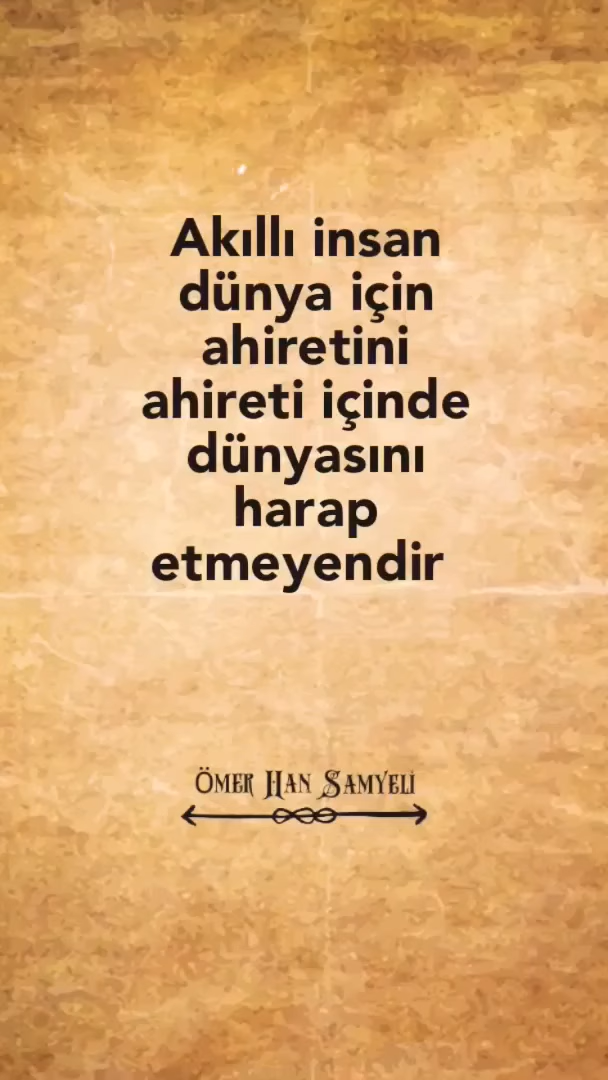 Akıllı insan
dünya için
ahiretini
ahireti içinde
dünyasını
harap
etmeyendir
Ömer Han Samyeli